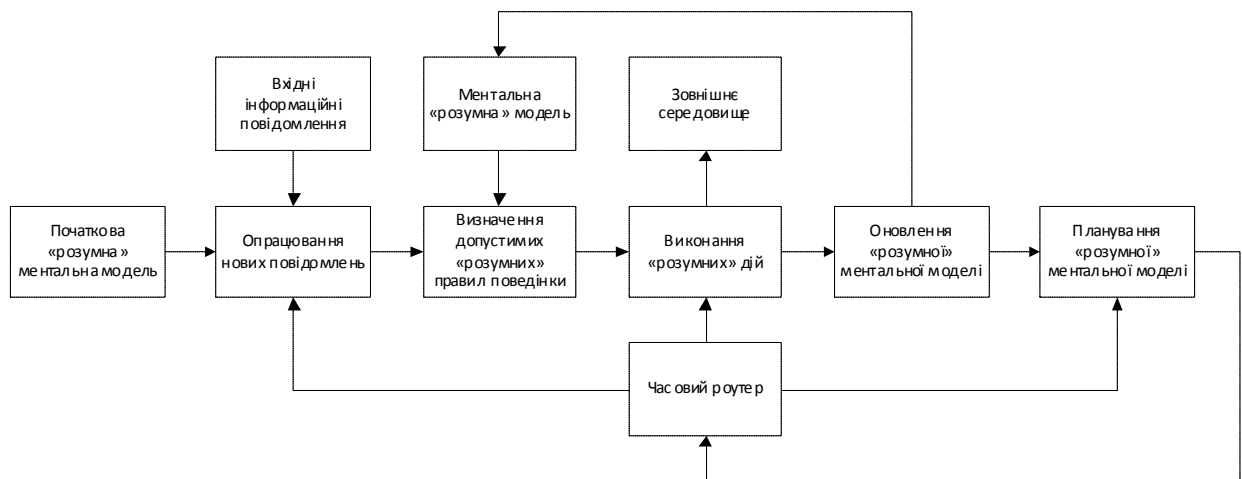 Вхідні
інформаційні
повідомлення
Ментальна
«розумна» модель
Зовнішнє
середовище
Початкова
«розумна»
ментальна модель
Опрацювання
нових повідомлень
Визначення
допустимих
«розумних»
правил поведінки
Виконання
«розумних» дій
Оновлення
«розумної»
ментальної моделі
Планування
«розумної»
ментальної моделі
Часовий роутер